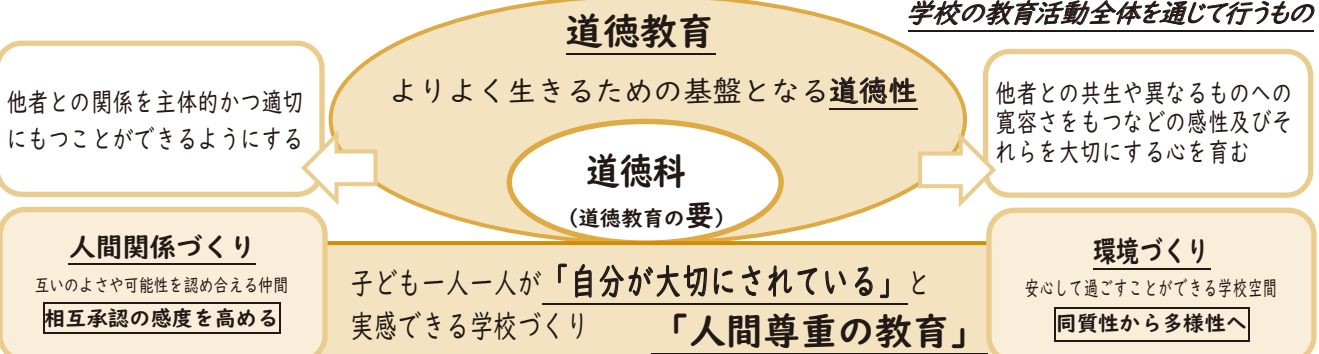 学校の教育活動全体を通じて行うもの
道徳教育
よりよく生きるための基盤となる道徳性
他者との関係を主体的かつ適切
にもつことができるようにする
道徳科
(道徳教育の要)
他者との共生や異なるものへの
寛容さをもつなどの感性及びそ
れらを大切にする心を育む
人間関係づくり
互いのよさや可能性を認め合える仲間
相互承認の感度を高める
子ども一人一人が「自分が大切にされている」と
実感できる学校づくり 「人間尊重の教育」
環境づくり
安心して過ごすことができる学校空間
同質性から多様性へ